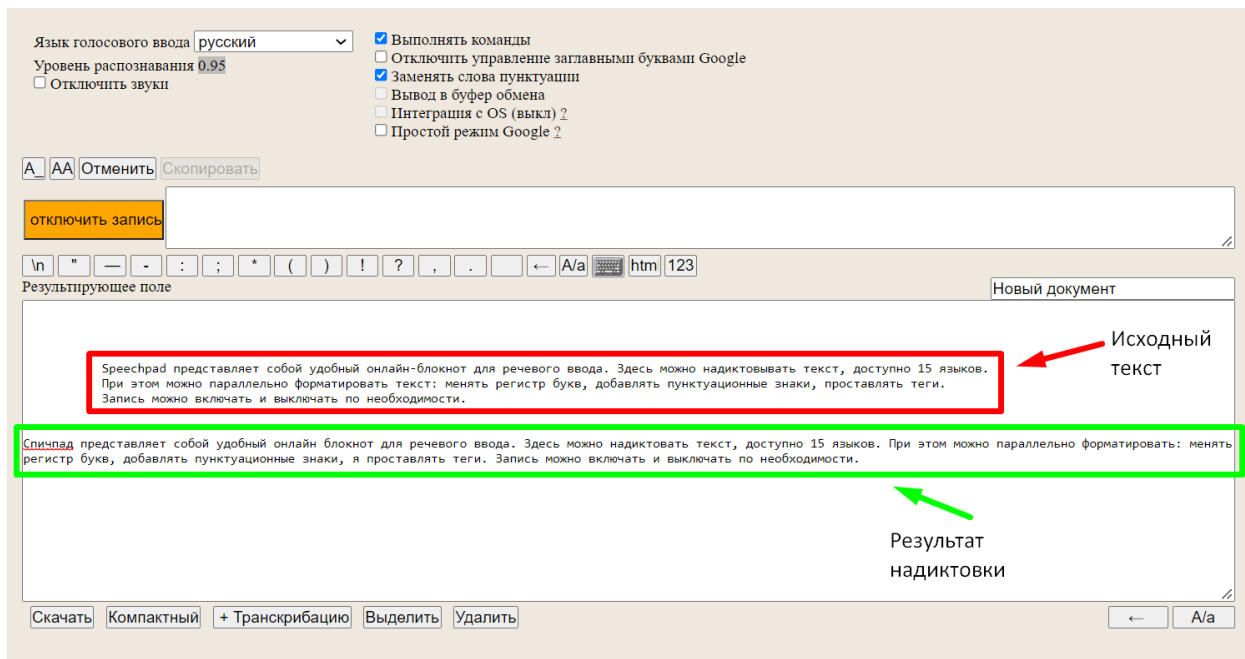 Язык голосового ввода русский
Уровень распознавания 0.95
Отключить звуки
Выполнять команды
Отключить управление заглавными буквами Google
Заменять слова пунктуации
Вывод в буфер обмена
Интеграция с OS (выкл) ?
Простой режим Google ?
A_ AA Отменить Скопировать
отключить запись
\n " — - : ; * ( ) ! ? , . ← A/a htm 123
Результирующее поле
Новый документ
Исходный
текст
Speechpad представляет собой удобный онлайн-блокнот для речевого ввода. Здесь можно надиктовывать текст, доступно 15 языков.
При этом можно параллельно форматировать текст: менять регистр букв, добавлять пунктуационные знаки, проставлять теги.
Запись можно включать и выключать по необходимости.
Спичпад представляет собой удобный онлайн блокнот для речевого ввода. Здесь можно надиктовать текст, доступно 15 языков. При этом можно параллельно форматировать: менять
регистр букв, добавлять пунктуационные знаки, я проставлять теги. Запись можно включать и выключать по необходимости.
Результат
надиктовки
Скачать Компактный + Транскрибацию Выделить Удалить ← A/a